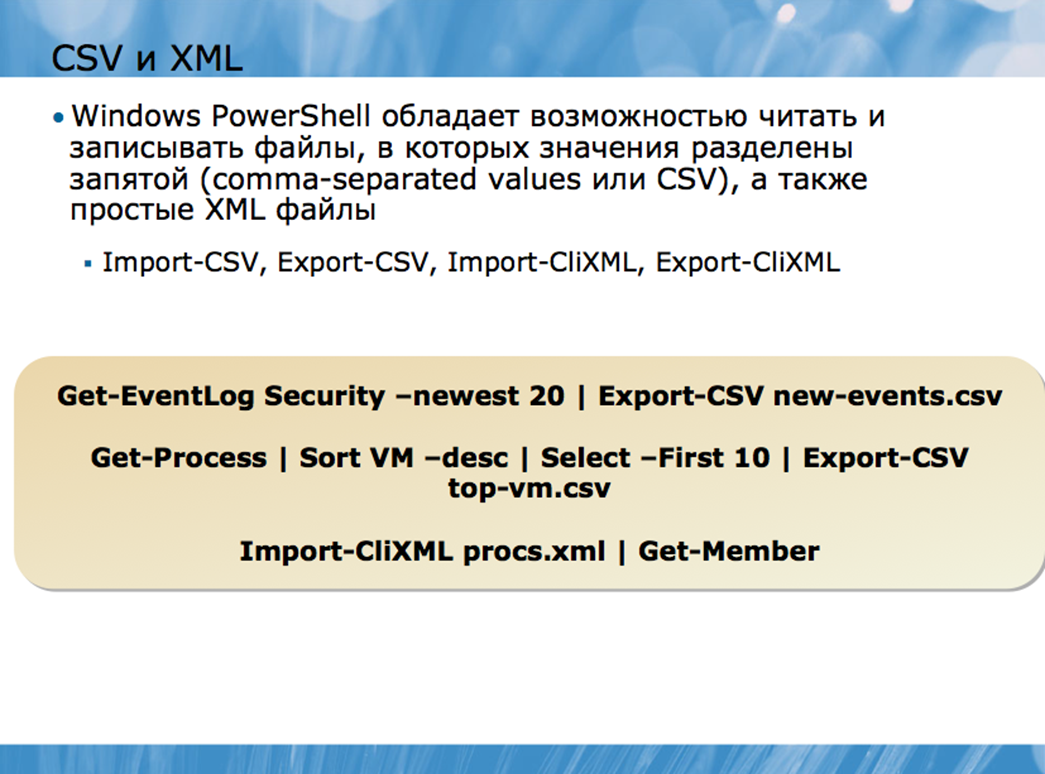 CSV и XML
• Windows PowerShell обладает возможностью читать и
записывать файлы, в которых значения разделены
запятой (comma-separated values или CSV), а также
простые XML файлы
▪ Import-CSV, Export-CSV, Import-CliXML, Export-CliXML
Get-EventLog Security –newest 20 | Export-CSV new-events.csv
Get-Process | Sort VM –desc | Select –First 10 | Export-CSV
top-vm.csv
Import-CliXML procs.xml | Get-Member